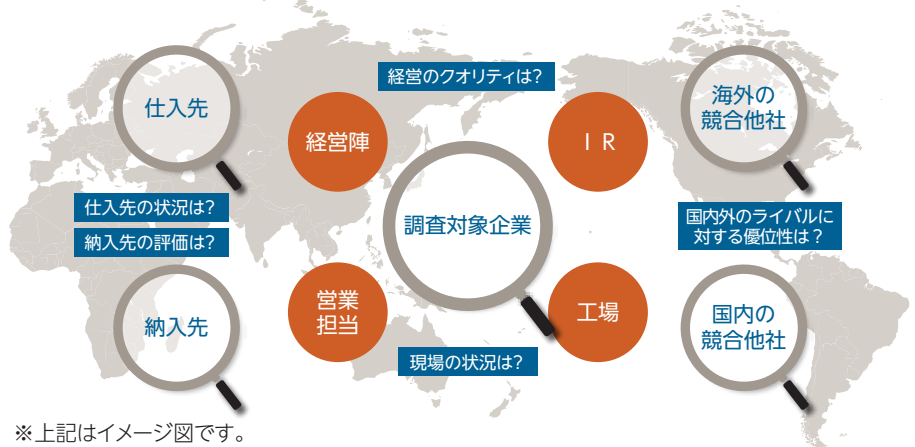 経営のクオリティは?
仕入先
経営陣
I R
海外の
競合他社
調査対象企業
仕入先の状況は?
納入先の評価は?
国内外のライバルに
対する優位性は？
納入先
営業
担当
工場
国内の
競合他社
現場の状況は?
※上記はイメージ図です。